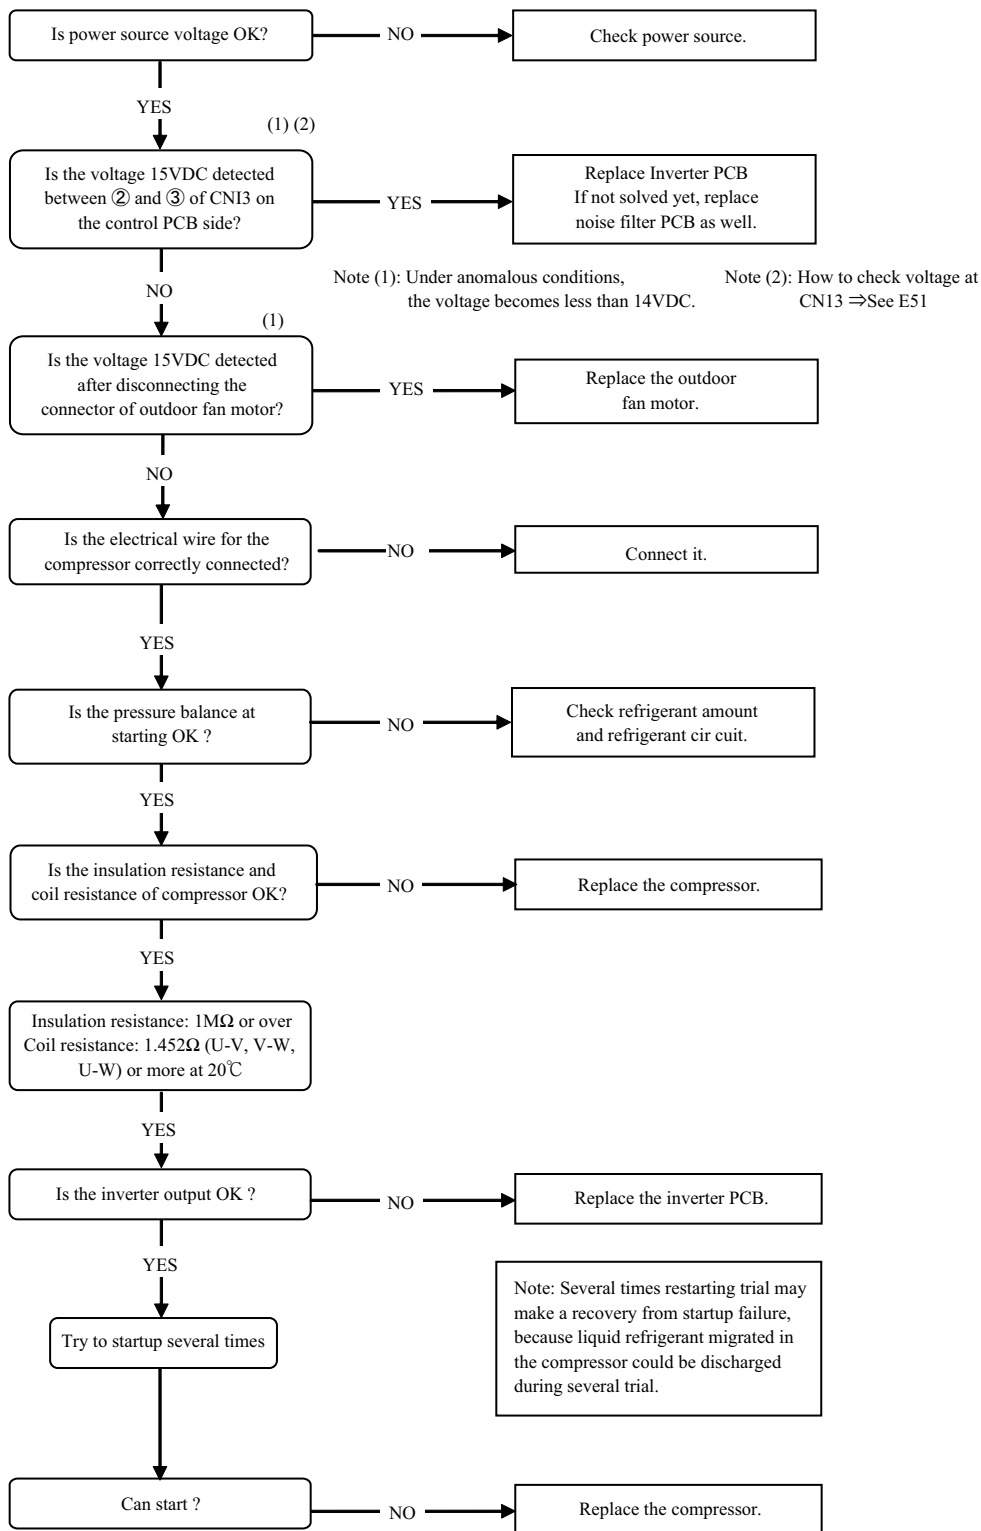 Is power source voltage OK?
NO
Check power source.
YES
(1) (2)
Is the voltage 15VDC detected
between ② and ③ of CNI3 on
the control PCB side?
YES
Replace Inverter PCB
If not solved yet, replace
noise filter PCB as well.
NO
Note (1): Under anomalous conditions,
the voltage becomes less than 14VDC.
Note (2): How to check voltage at
CN13 ⇒See E51
(1)
Is the voltage 15VDC detected
after disconnecting the
connector of outdoor fan motor?
YES
Replace the outdoor
fan motor.
NO
Is the electrical wire for the
compressor correctly connected?
NO
Connect it.
YES
Is the pressure balance at
starting OK ?
NO
Check refrigerant amount
and refrigerant cir cuit.
YES
Is the insulation resistance and
coil resistance of compressor OK?
NO
Replace the compressor.
YES
Insulation resistance: 1MΩ or over
Coil resistance: 1.452Ω (U-V, V-W,
U-W) or more at 20℃
YES
Is the inverter output OK ?
NO
Replace the inverter PCB.
YES
Try to startup several times
Note: Several times restarting trial may
make a recovery from startup failure,
because liquid refrigerant migrated in
the compressor could be discharged
during several trial.
Can start ?
NO
Replace the compressor.